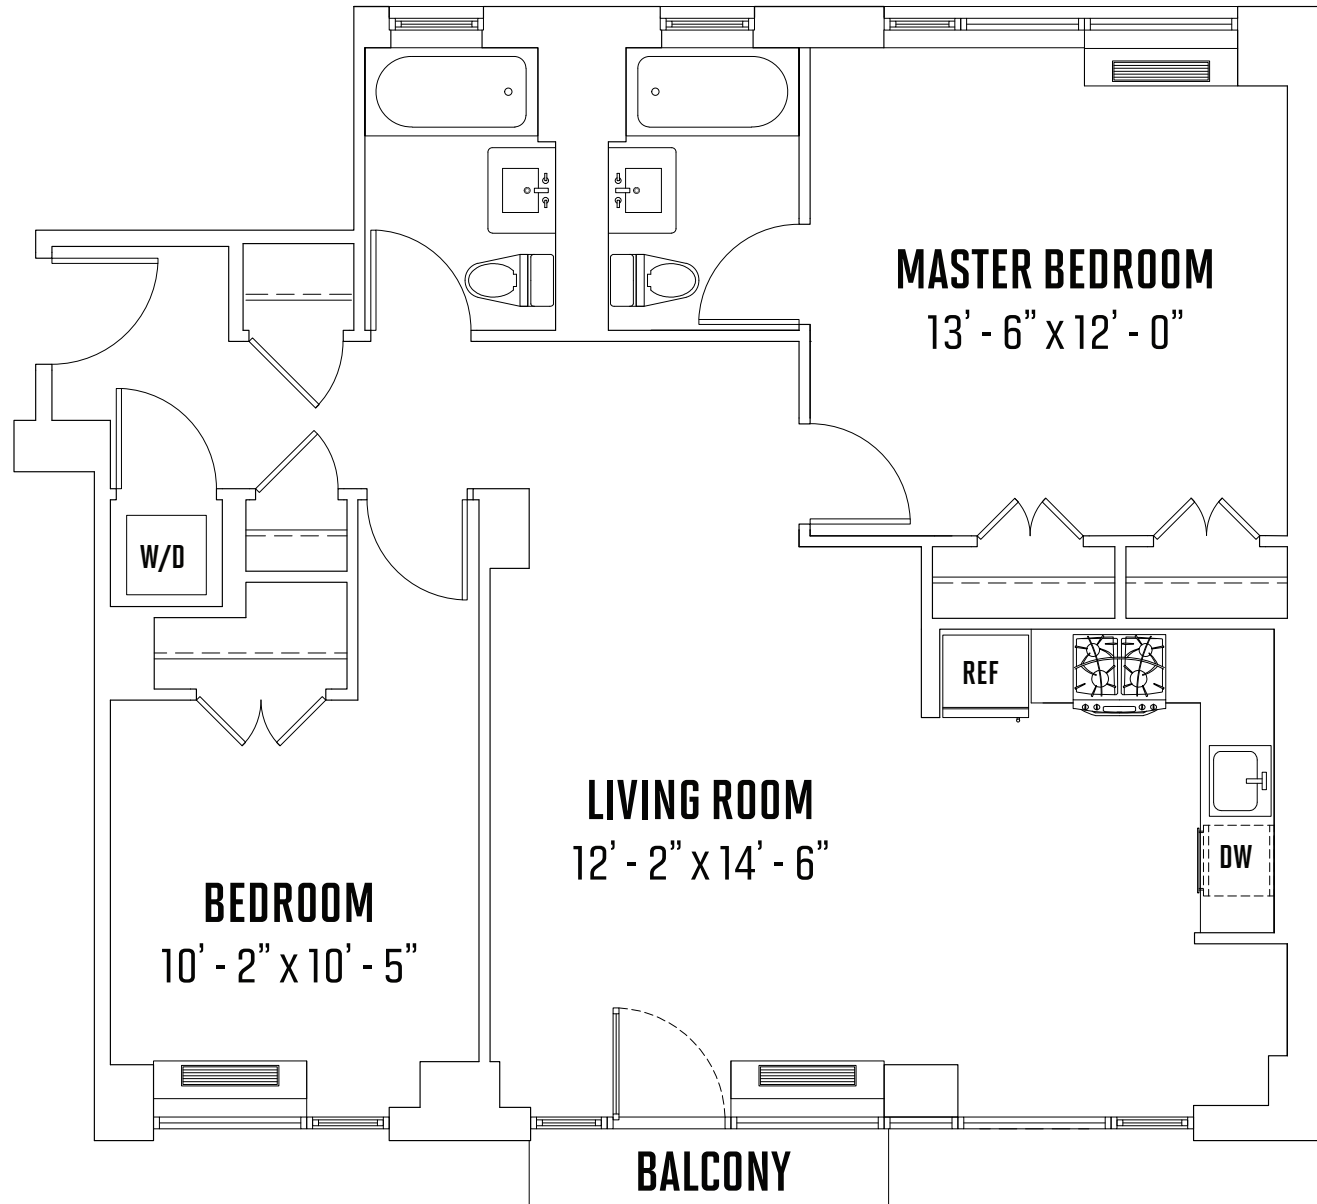 MASTER BEDROOM
13' - 6" x 12' - 0"
W/D
REF
LIVING ROOM
12' - 2" x 14' - 6"
DW
BEDROOM
10' - 2" x 10' - 5"
BALCONY